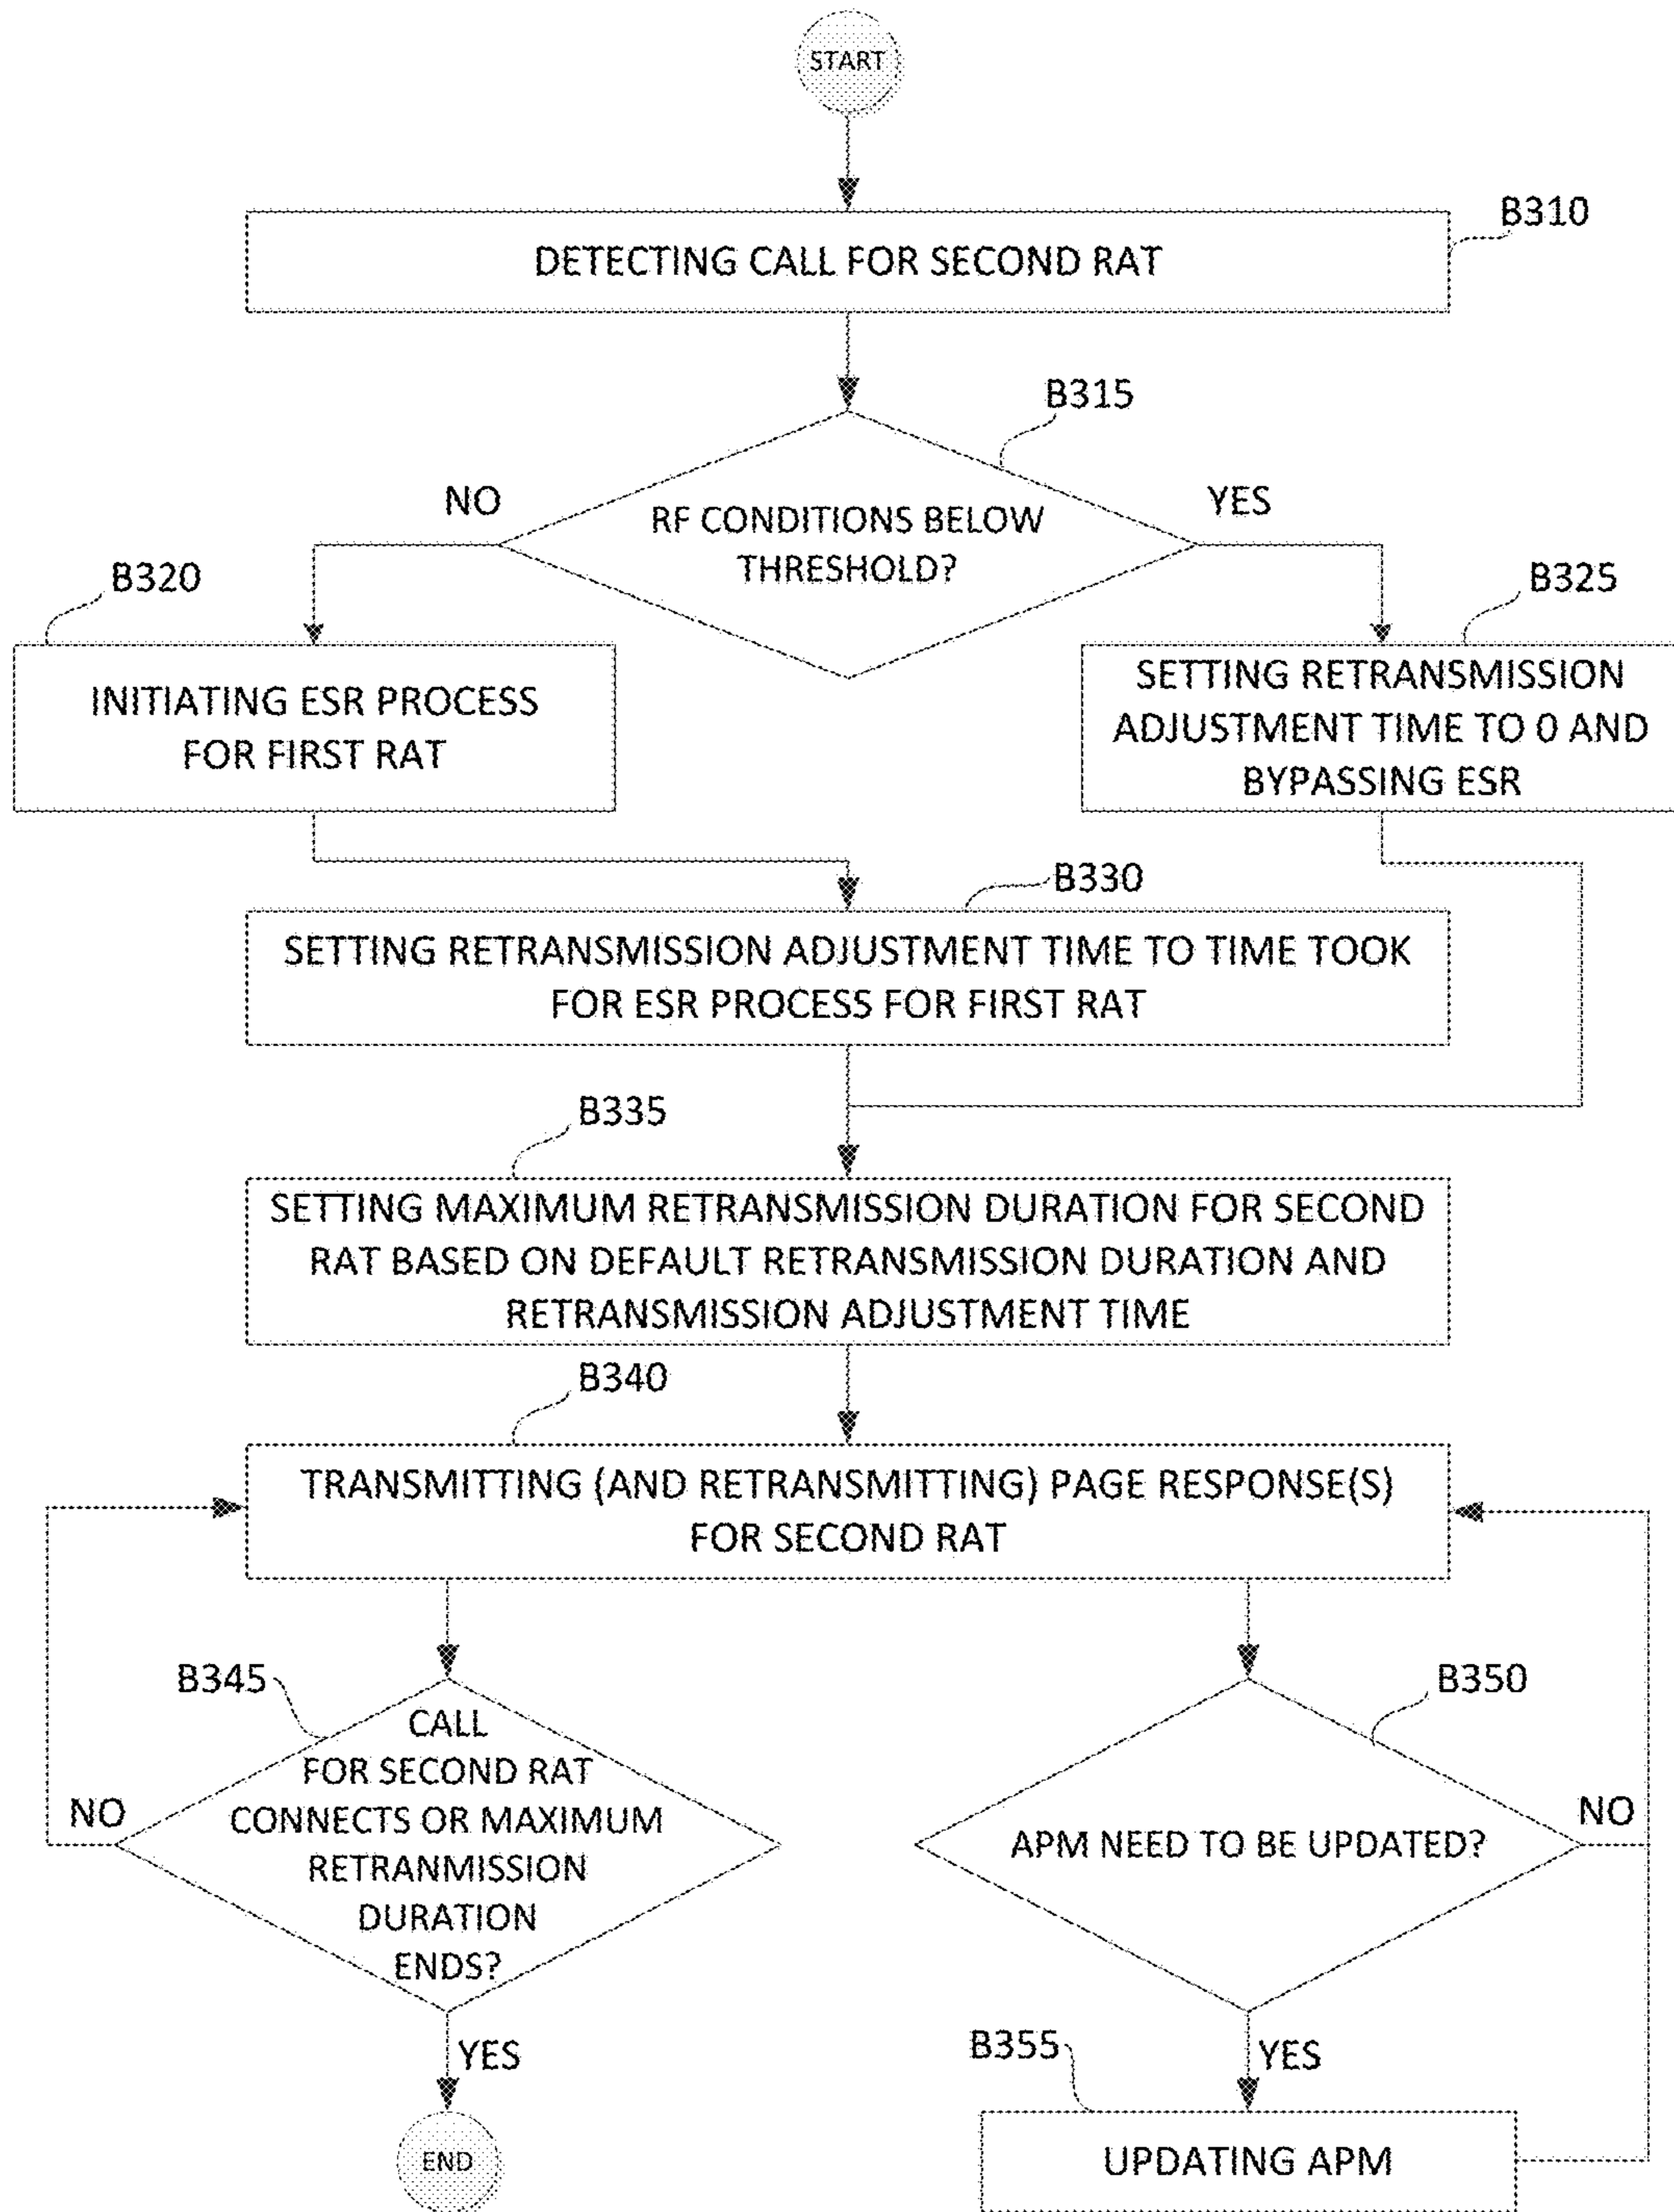 START
B310
DETECTING CALL FOR SECOND RAT
B315
NO
YES
RF CONDITIONS BELOW
THRESHOLD?
B320
B325
INITIATING ESR PROCESS
FOR FIRST RAT
SETTING RETRANSMISSION
ADJUSTMENT TIME TO 0 AND
BYPASSING ESR
B330
SETTING RETRANSMISSION ADJUSTMENT TIME TO TIME TOOK
FOR ESR PROCESS FOR FIRST RAT
B335
SETTING MAXIMUM RETRANSMISSION DURATION FOR SECOND
RAT BASED ON DEFAULT RETRANSMISSION DURATION AND
RETRANSMISSION ADJUSTMENT TIME
B340
TRANSMITTING (AND RETRANSMITTING) PAGE RESPONSE(S)
FOR SECOND RAT
B345
CALL
FOR SECOND RAT
CONNECTS OR MAXIMUM
RETRANMISSION
DURATION
ENDS?
NO
YES
END
B350
APM NEED TO BE UPDATED?
NO
YES
B355
UPDATING APM